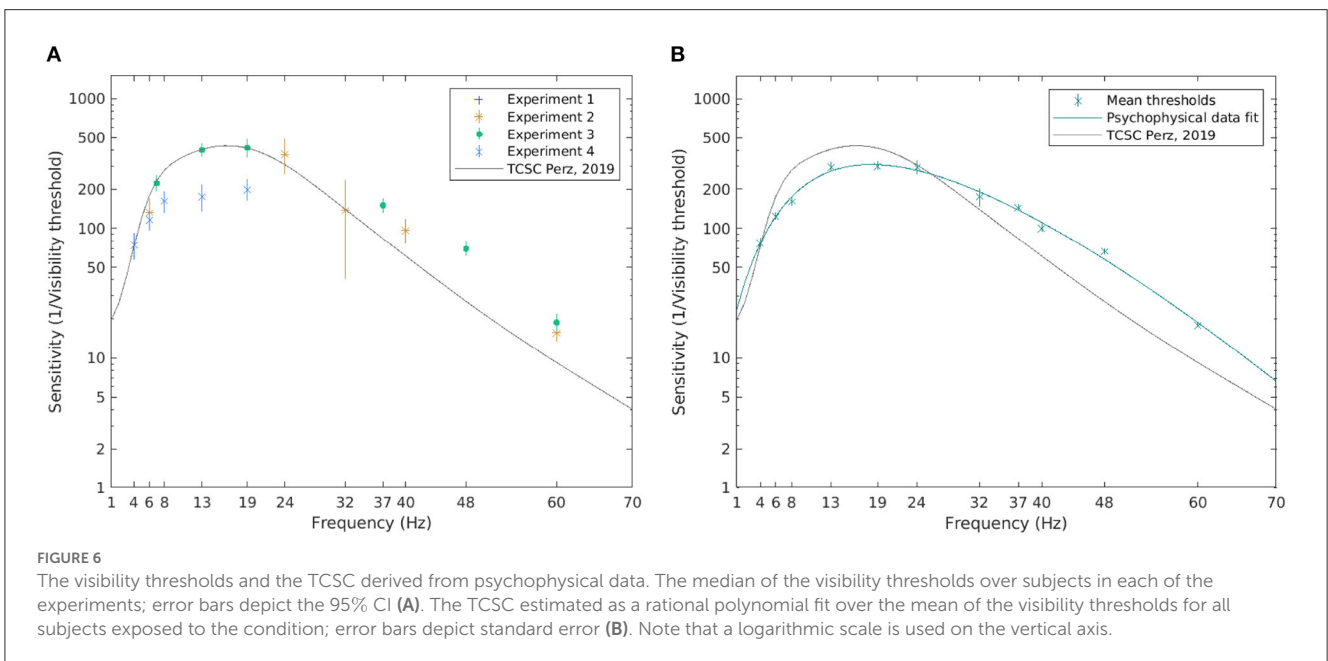 A
Sensitivity (1/Visibility threshold)
1000
500
200
100
50
10
5
2
1
Experiment 1
Experiment 2
Experiment 3
Experiment 4
TCSC Perz, 2019
1 4 6 8 13 19 24 32 37 40 48 60 70
Frequency (Hz)
B
Sensitivity (1/Visibility threshold)
1000
500
200
100
50
10
5
2
1
Mean thresholds
Psychophysical data fit
TCSC Perz, 2019
1 4 6 8 13 19 24 32 37 40 48 60 70
Frequency (Hz)
FIGURE 6
The visibility thresholds and the TCSC derived from psychophysical data. The median of the visibility thresholds over subjects in each of the
experiments; error bars depict the 95% CI (A). The TCSC estimated as a rational polynomial fit over the mean of the visibility thresholds for all
subjects exposed to the condition; error bars depict standard error (B). Note that a logarithmic scale is used on the vertical axis.